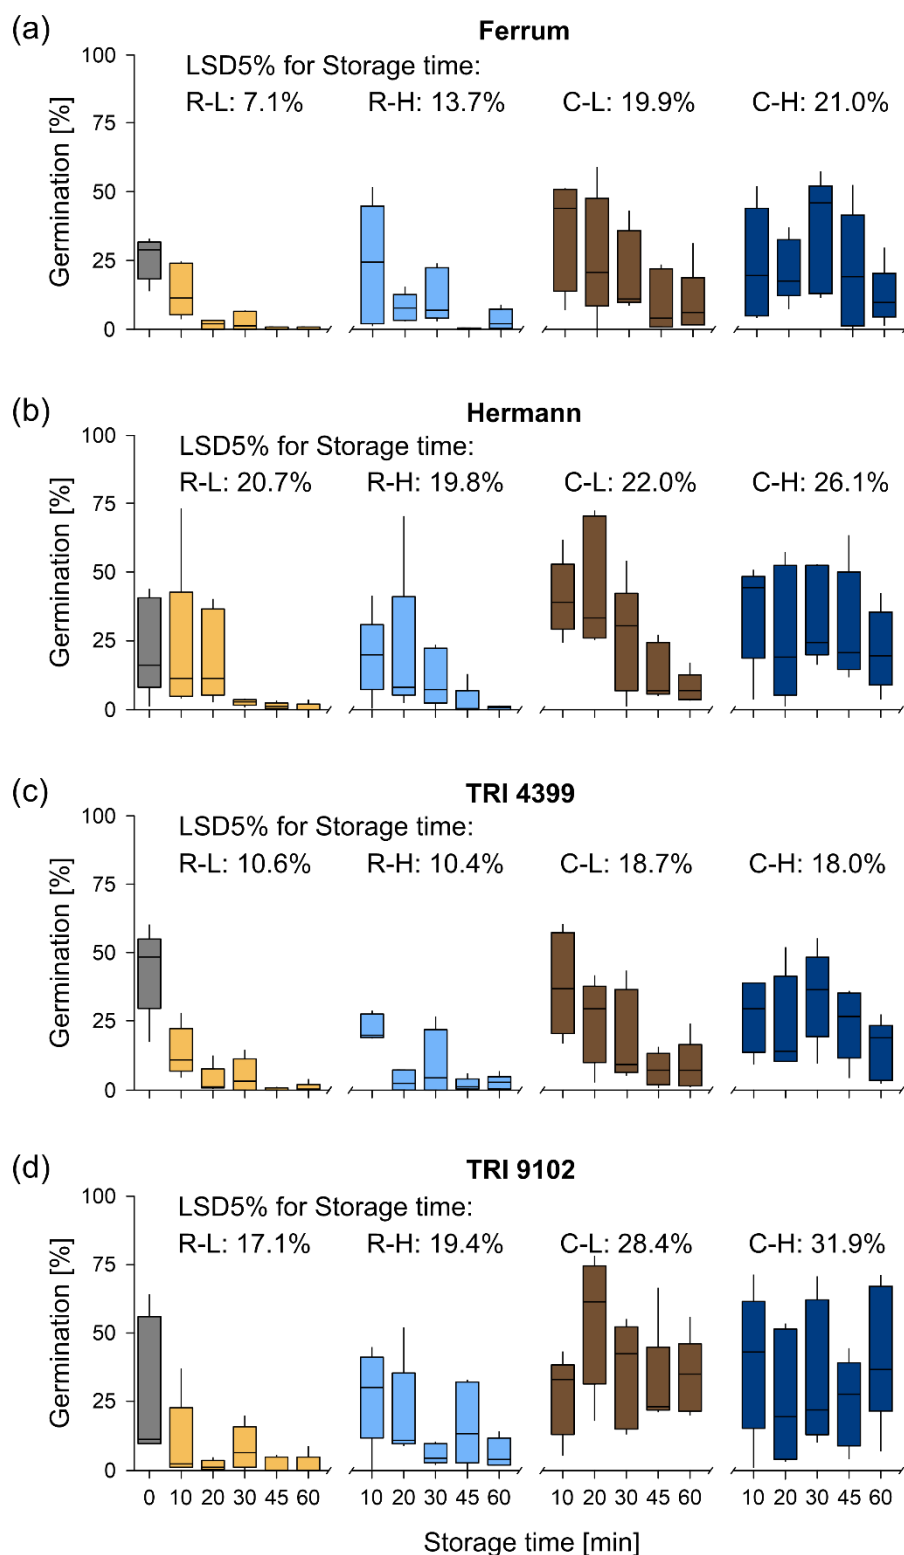 (a)
Ferrum
LSD5% for Storage time:
R-L: 7.1% R-H: 13.7% C-L: 19.9% C-H: 21.0%
Germination [%]
100
75
50
25
0
(b)
Hermann
LSD5% for Storage time:
R-L: 20.7% R-H: 19.8% C-L: 22.0% C-H: 26.1%
Germination [%]
100
75
50
25
0
(c)
TRI 4399
LSD5% for Storage time:
R-L: 10.6% R-H: 10.4% C-L: 18.7% C-H: 18.0%
Germination [%]
100
75
50
25
0
(d)
TRI 9102
LSD5% for Storage time:
R-L: 17.1% R-H: 19.4% C-L: 28.4% C-H: 31.9%
Germination [%]
100
75
50
25
0
0 10 20 30 45 60 10 20 30 45 60 10 20 30 45 60 10 20 30 45 60
Storage time [min]